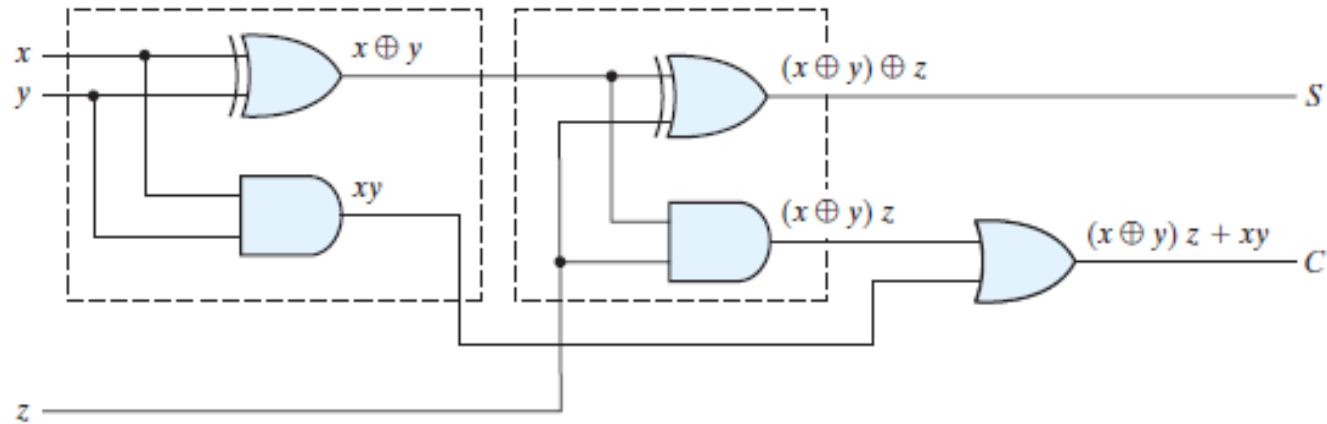 x
y
x ⊕ y
xy
(x ⊕ y) ⊕ z
S
(x ⊕ y) z
(x ⊕ y) z + xy
C
z